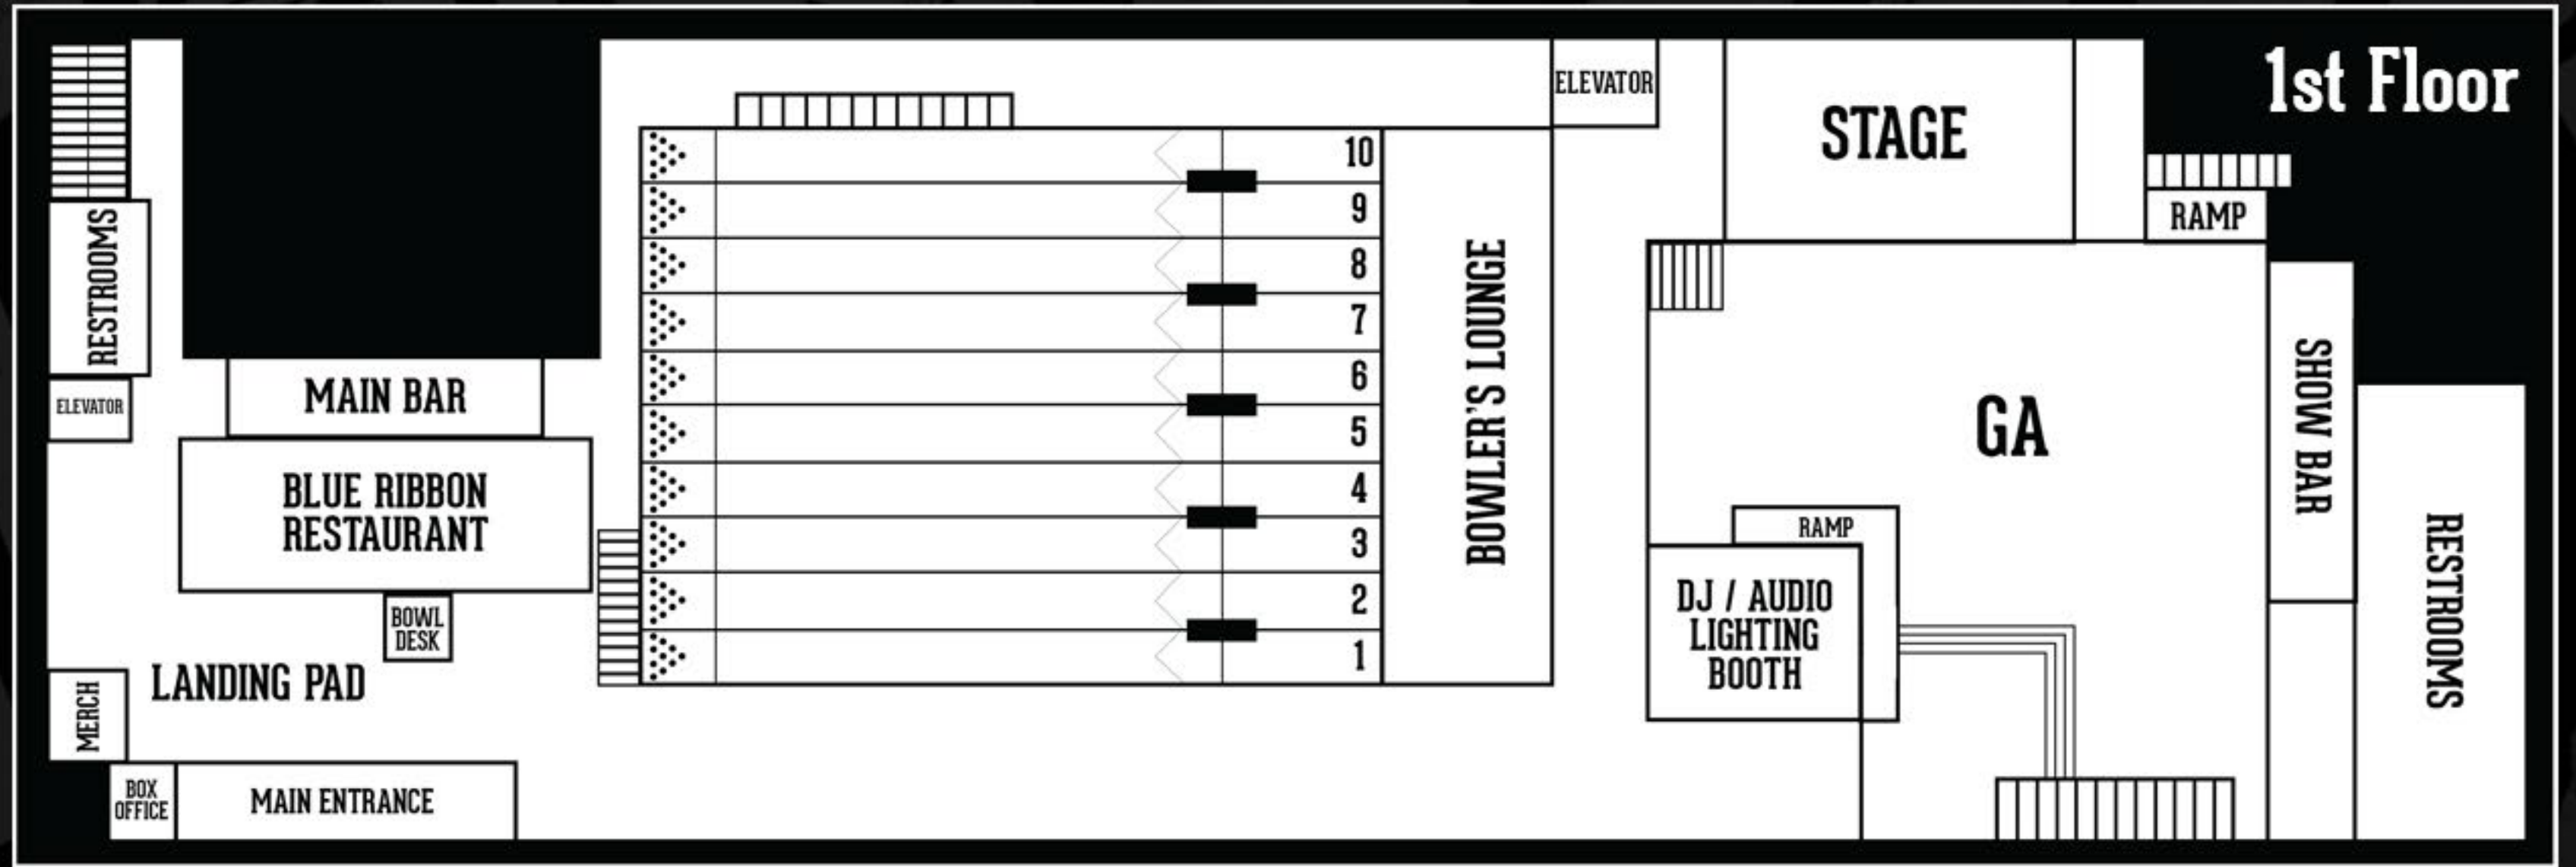 1st Floor
ELEVATOR
STAGE
RAMP
RESTROOMS
ELEVATOR
MAIN BAR
BLUE RIBBON
RESTAURANT
BOWL
DESK
LANDING PAD
MERCH
BOX
OFFICE
MAIN ENTRANCE
10
9
8
7
6
5
4
3
2
1
BOWLER'S LOUNGE
GA
RAMP
DJ / AUDIO
LIGHTING
BOOTH
SHOW BAR
RESTROOMS